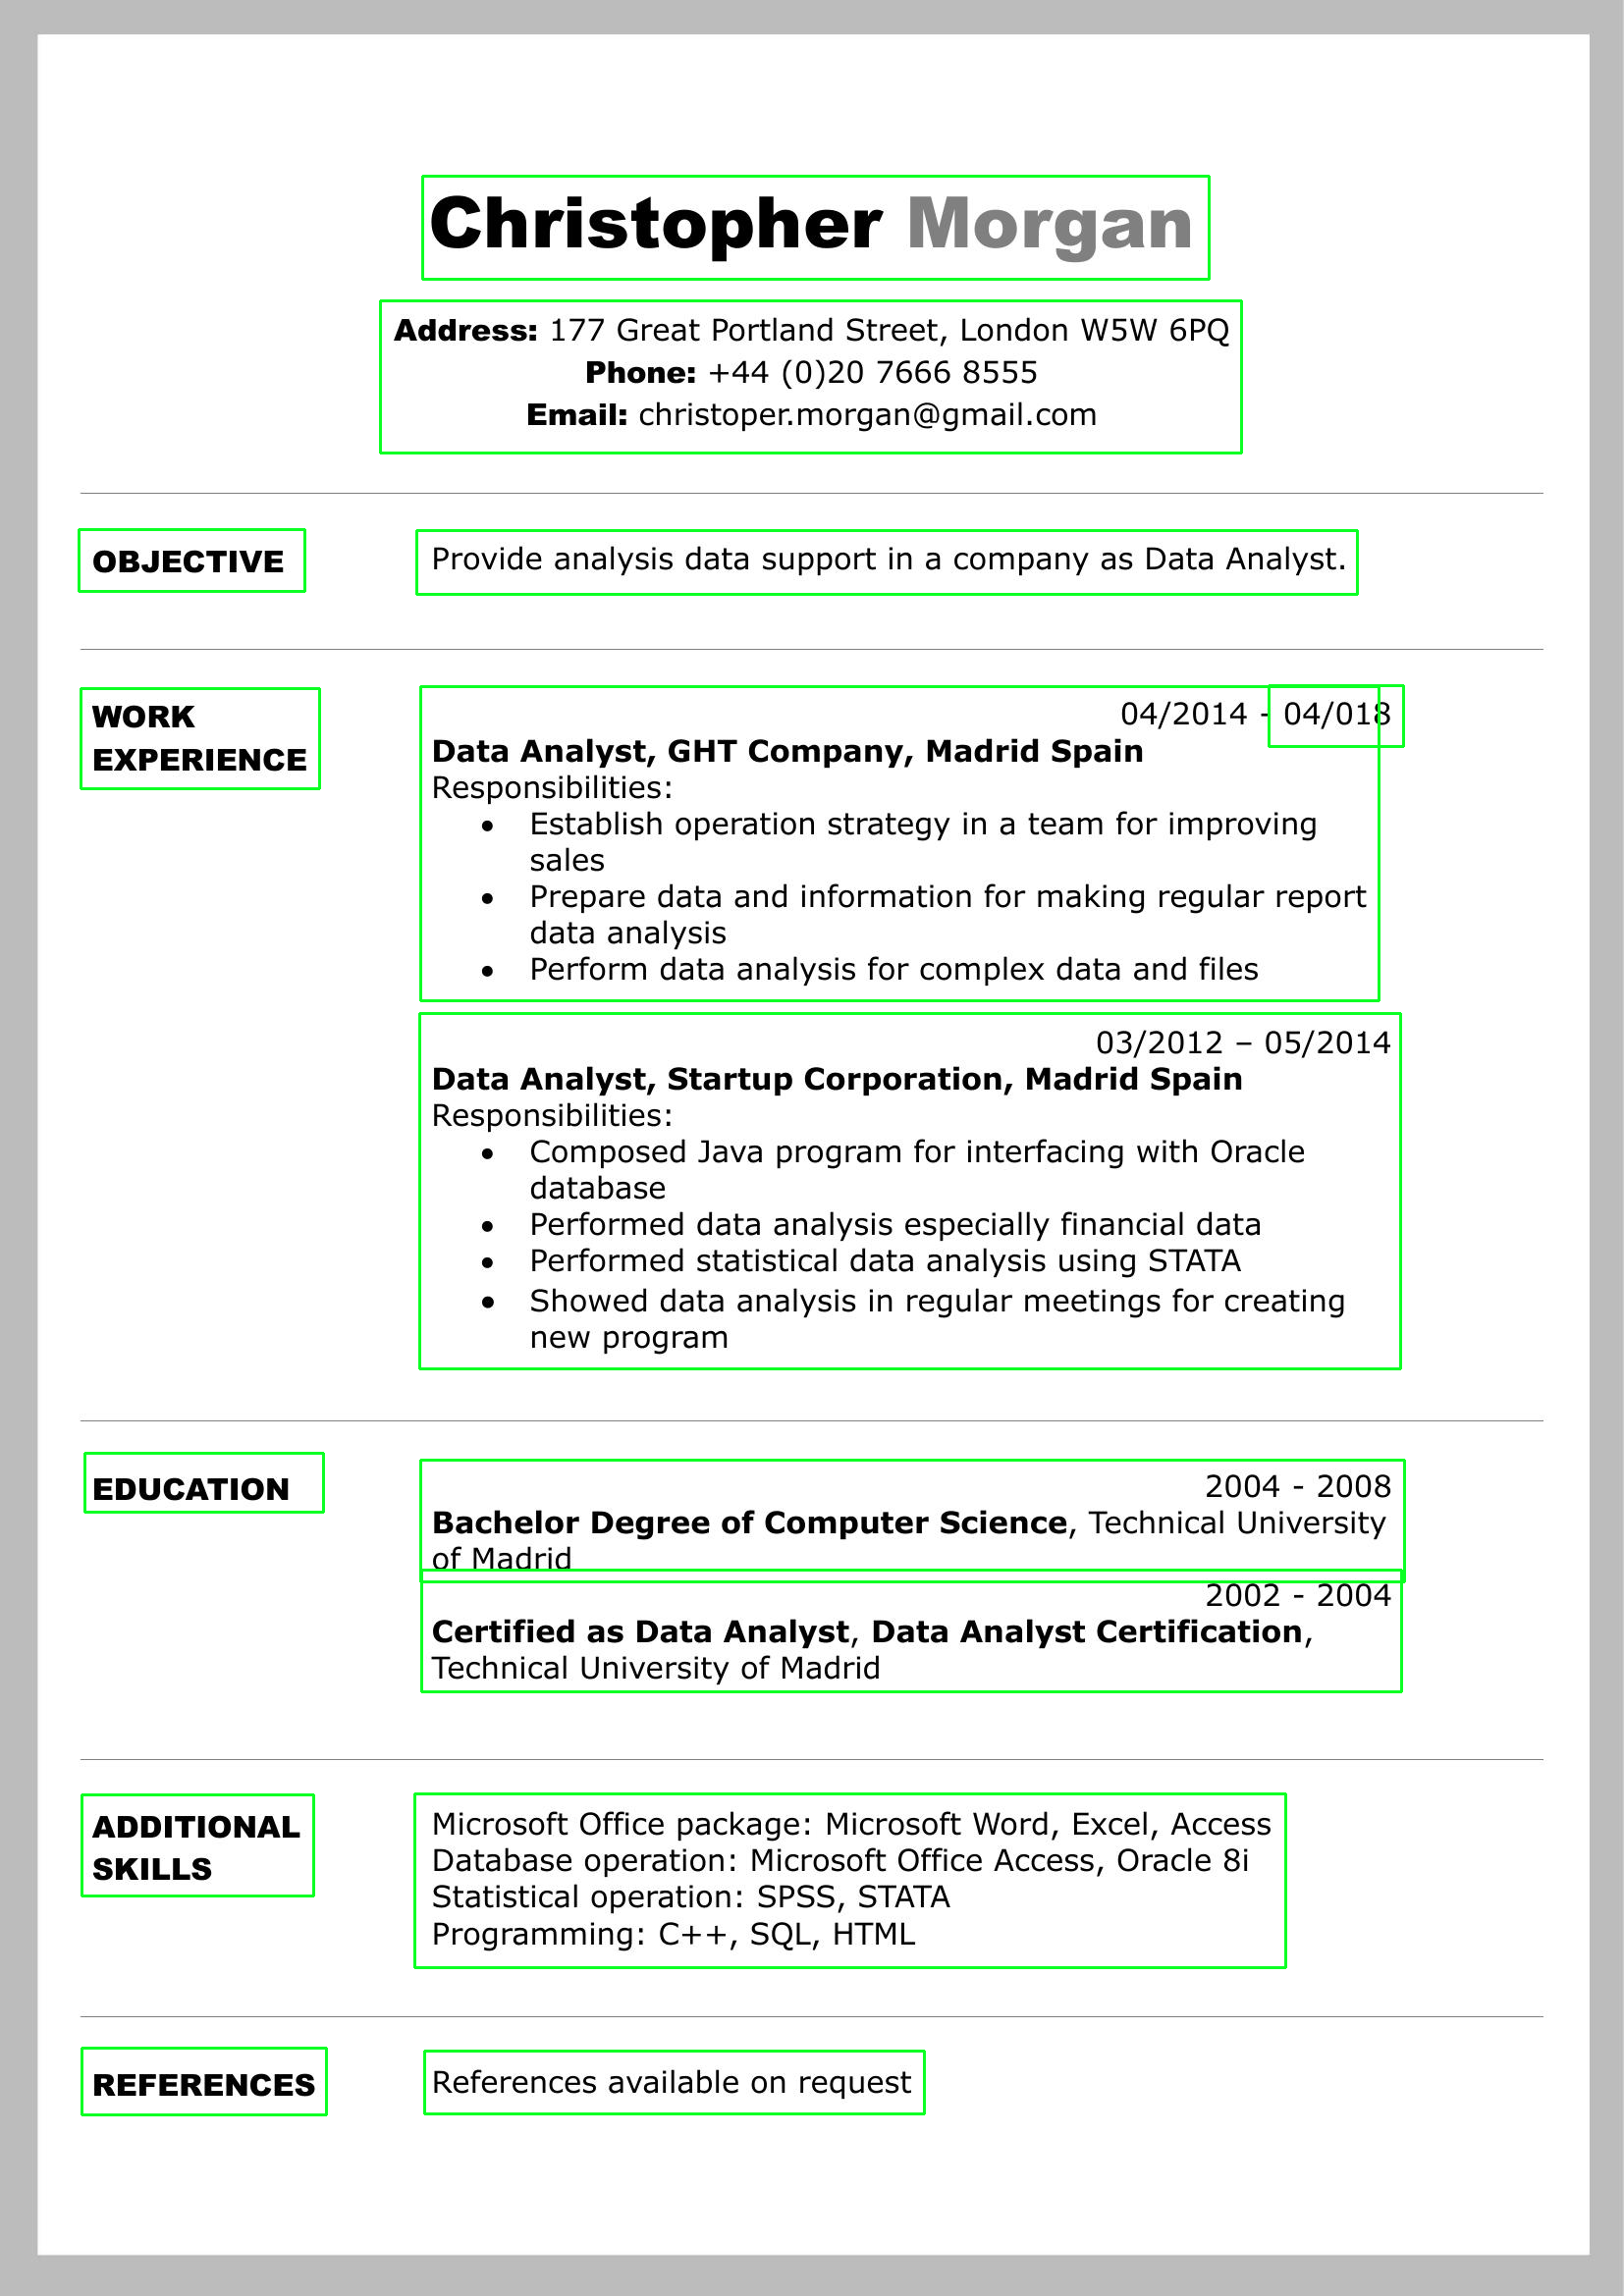 Christopher Morgan
Address: 177 Great Portland Street, London W5W 6PQ
Phone: +44 (0)20 7666 8555
Email: christoper.morgan@gmail.com
OBJECTIVE
Provide analysis data support in a company as Data Analyst.
WORK
EXPERIENCE
04/2014 - 04/018
Data Analyst, GHT Company, Madrid Spain
Responsibilities:
• Establish operation strategy in a team for improving
sales
• Prepare data and information for making regular report
data analysis
• Perform data analysis for complex data and files
03/2012 – 05/2014
Data Analyst, Startup Corporation, Madrid Spain
Responsibilities:
• Composed Java program for interfacing with Oracle
database
• Performed data analysis especially financial data
• Performed statistical data analysis using STATA
• Showed data analysis in regular meetings for creating
new program
EDUCATION
2004 - 2008
Bachelor Degree of Computer Science, Technical University
of Madrid
2002 - 2004
Certified as Data Analyst, Data Analyst Certification,
Technical University of Madrid
ADDITIONAL
SKILLS
Microsoft Office package: Microsoft Word, Excel, Access
Database operation: Microsoft Office Access, Oracle 8i
Statistical operation: SPSS, STATA
Programming: C++, SQL, HTML
REFERENCES
References available on request